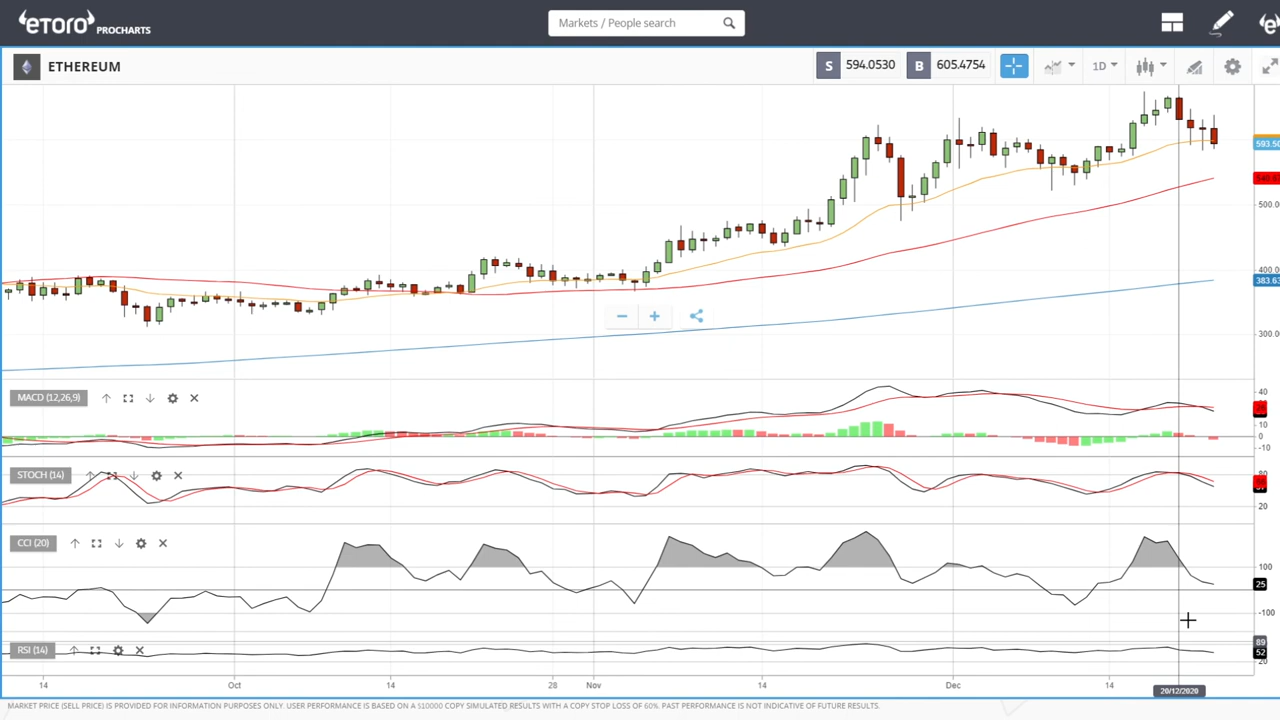 eToro PROCHARTS
Markets / People search
ETHEREUM
S 594.0530 B 605.4754
1D
593.50
500.00
400.00
383.63
300.00
MACD (12,26,9)
40
10
0
-10
STOCH (14)
80
20
CCI (20)
100
25
-100
RSI (14)
89
52
20
14 Oct 14 28 Nov 14 Dec 14
20/12/2020
MARKET PRICE (SELL PRICE) IS PROVIDED FOR INFORMATION PURPOSES ONLY. USER PERFORMANCE IS BASED ON A $10000 COPY SIMULATED RESULTS WITH A COPY STOP LOSS OF 60%. PAST PERFORMANCE IS NOT INDICATIVE OF FUTURE RESULTS.